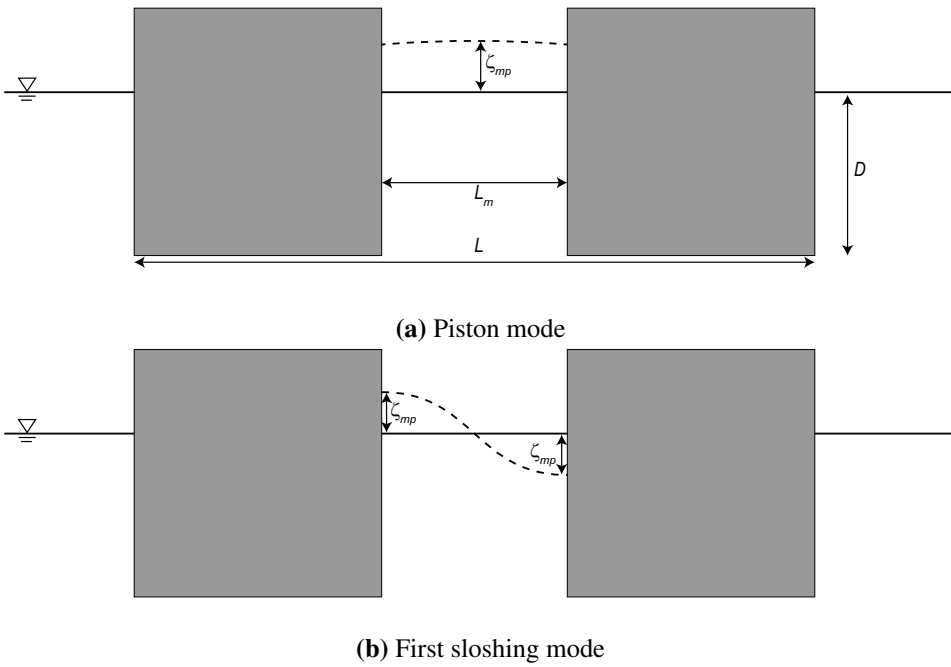 ζmp
Lm
D
L
(a) Piston mode
ζmp
ζmp
(b) First sloshing mode